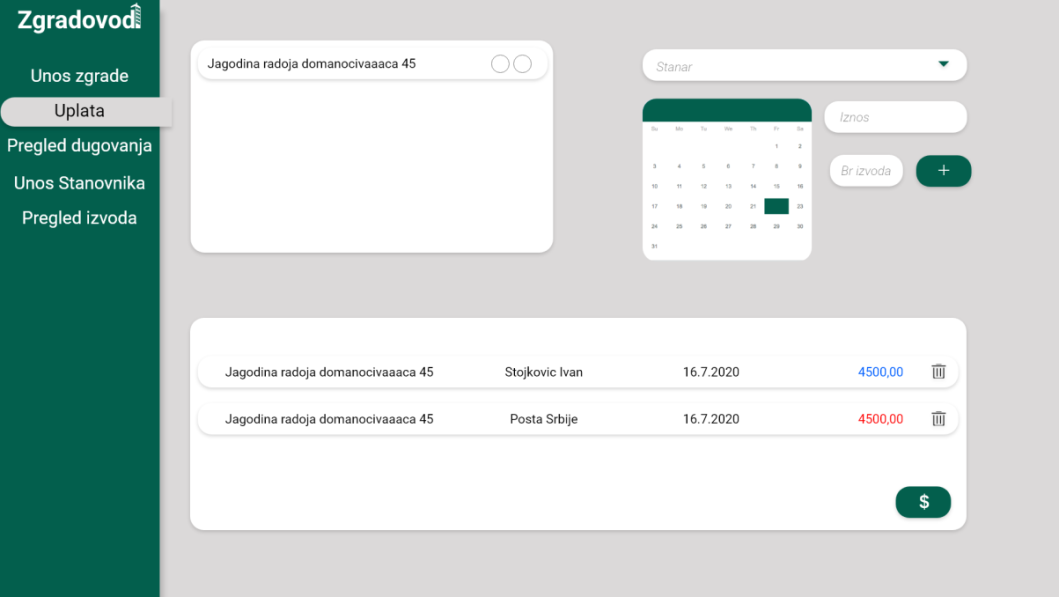 Zgradovod
Unos zgrade
Uplata
Pregled dugovanja
Unos Stanovnika
Pregled izvoda
Jagodina radoja domanocivaaaca 45
Stanar
Iznos
Br izvoda
+
Su Mo Tu We Th Fr Sa
1 2
3 4 5 6 7 8 9
10 11 12 13 14 15 16
17 18 19 20 21 23
24 25 26 27 28 29 30
31
Jagodina radoja domanocivaaaca 45 Stojkovic Ivan 16.7.2020 4500,00
Jagodina radoja domanocivaaaca 45 Posta Srbije 16.7.2020 4500,00
$